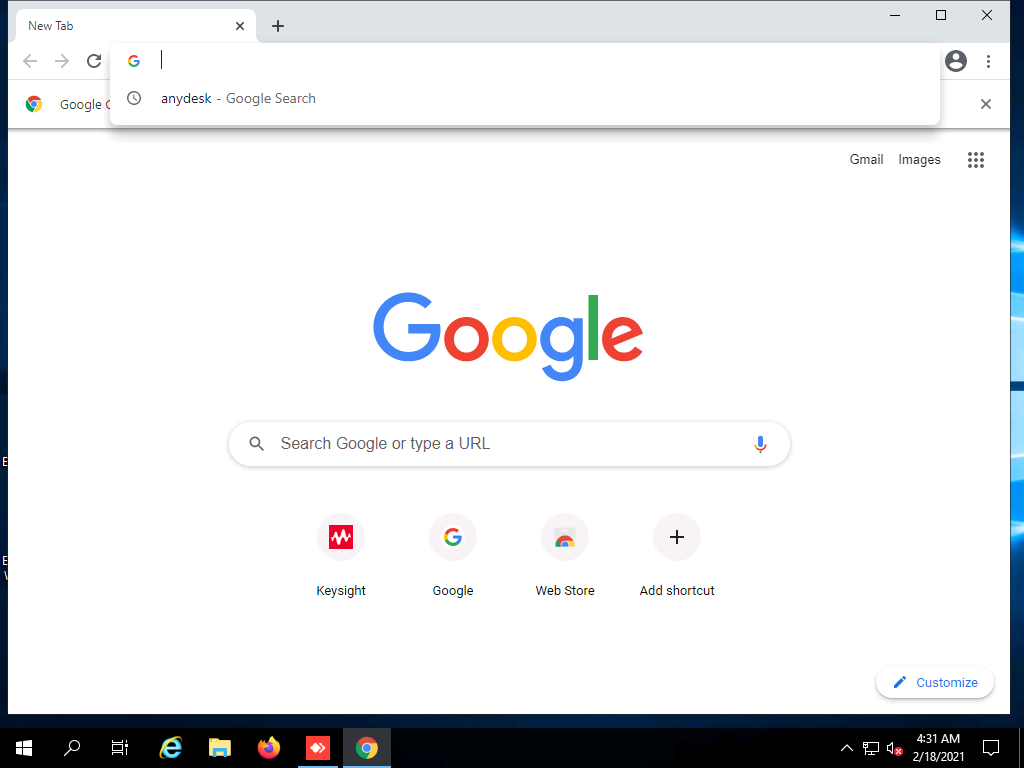 New Tab
anydesk - Google Search
Google C
Gmail
Images
Google
Search Google or type a URL
Keysight
Google
Web Store
Add shortcut
Customize
4:31 AM
2/18/2021